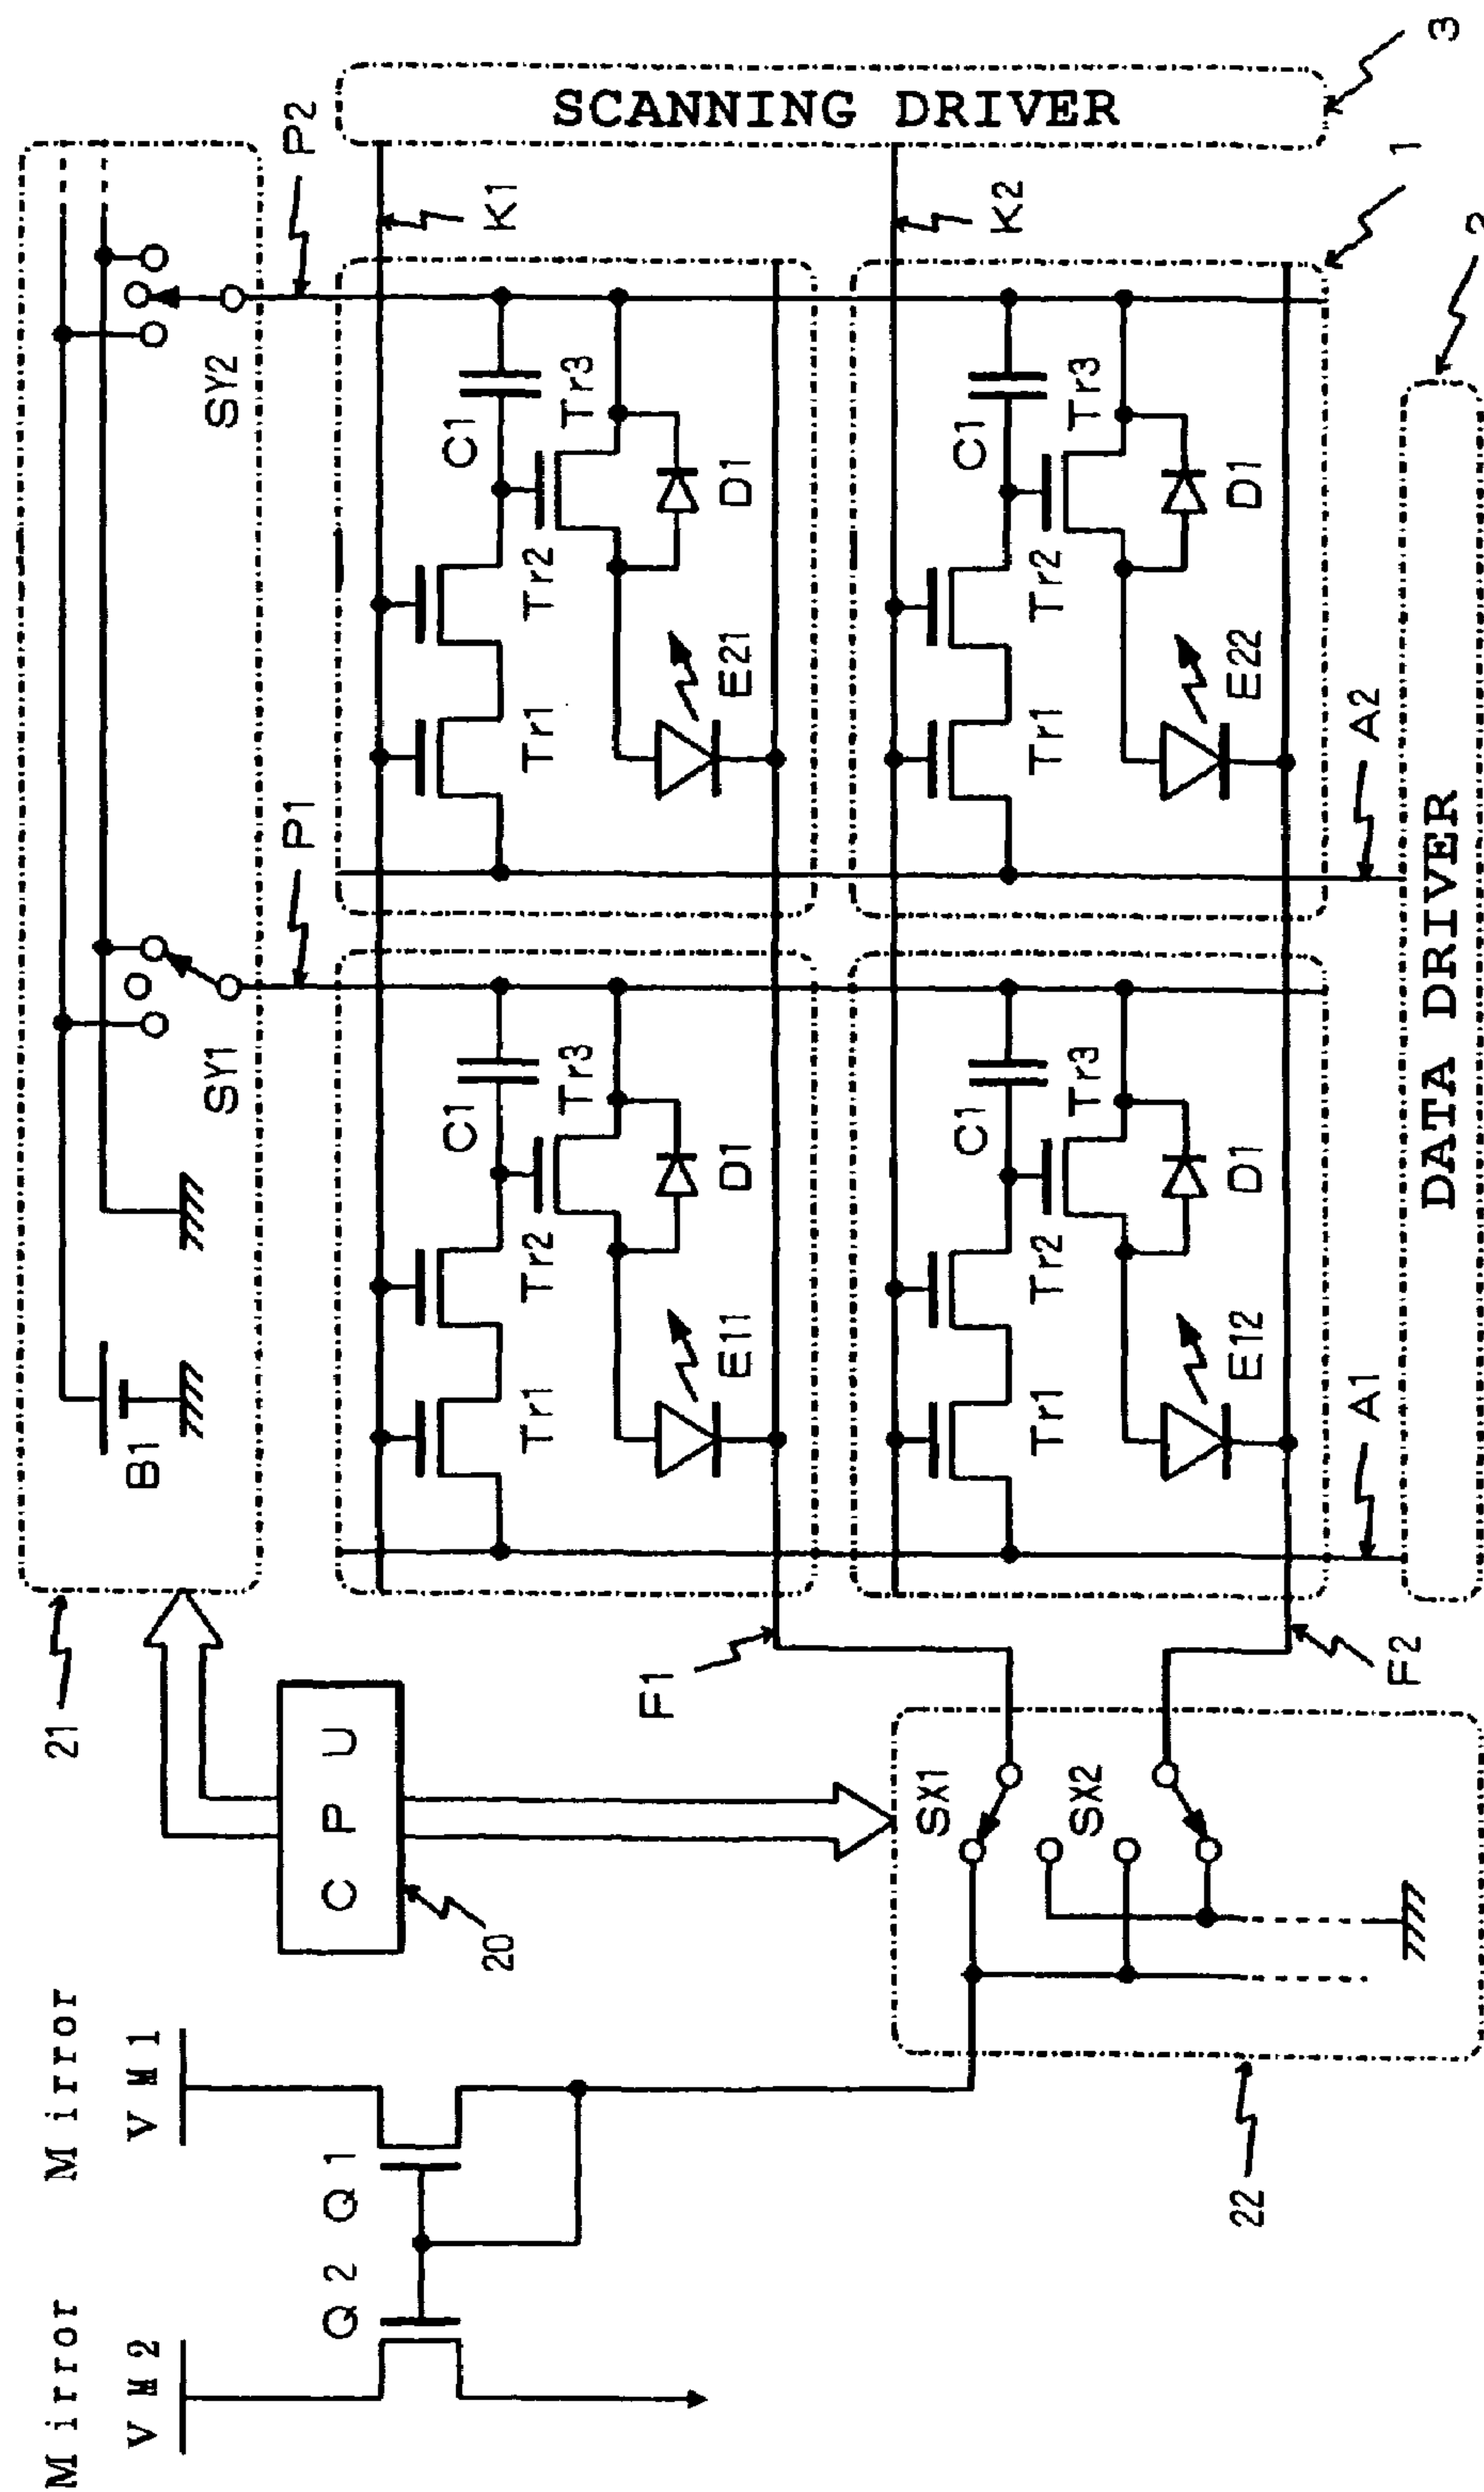 Mirror
VM2
Q2
Mirror
VM1
Q1
CPU
20
21
B1
SY1
SY2
P1
P2
SCANNING DRIVER
3
K1
K2
1
2
Tr1
Tr2
C1
Tr3
D1
E11
Tr1
Tr2
C1
Tr3
D1
E21
Tr1
Tr2
C1
Tr3
D1
E12
Tr1
Tr2
C1
Tr3
D1
E22
F1
F2
SX1
SX2
22
A1
A2
DATA DRIVER